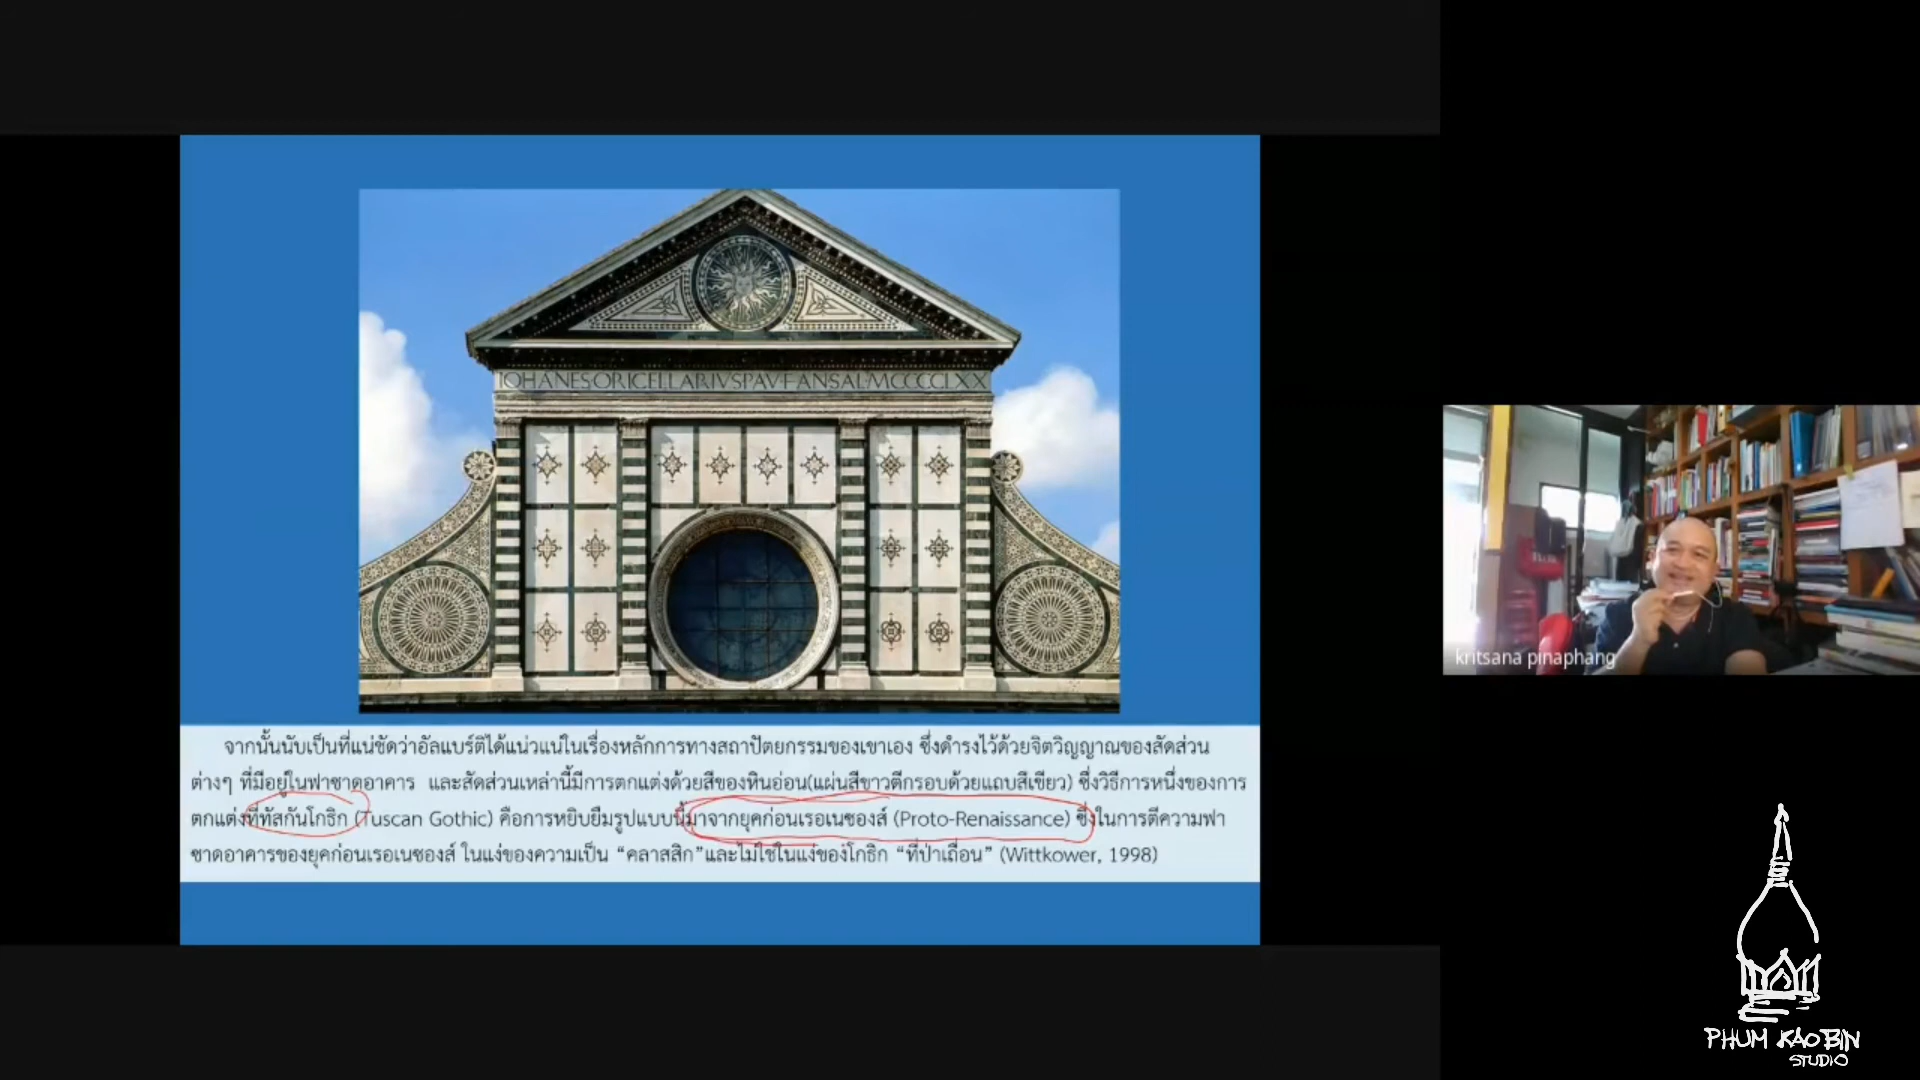 IOHANESORICELLARIVSPAVFANSALMCCCCLXX
จากนั้นนับเป็นที่แน่ชัดว่าอัลแบร์ติได้แน่วแน่ในเรื่องหลักการทางสถาปัตยกรรมของเขาเอง ซึ่งดำรงไว้ด้วยจิตวิญญาณของสัดส่วน
ต่างๆ ที่มีอยู่ในฟาซาดอาคาร และสัดส่วนเหล่านี้มีการตกแต่งด้วยสีของหินอ่อน(แผ่นสีขาวตีกรอบด้วยแถบสีเขียว) ซึ่งวิธีการหนึ่งของการ
ตกแต่งที่ทัสกันโกธิก (Tuscan Gothic) คือการหยิบยืมรูปแบบนี้มาจากยุคก่อนเรอเนซองส์ (Proto-Renaissance) ซึ่งในการตีความฟา
ซาดอาคารของยุคก่อนเรอเนซองส์ ในแง่ของความเป็น “คลาสสิก”และไม่ใช่ในแง่ของโกธิก “ที่ป่าเถื่อน” (Wittkower, 1998)
kritsana pinaphang
PHUM KAO BIN
STUDIO